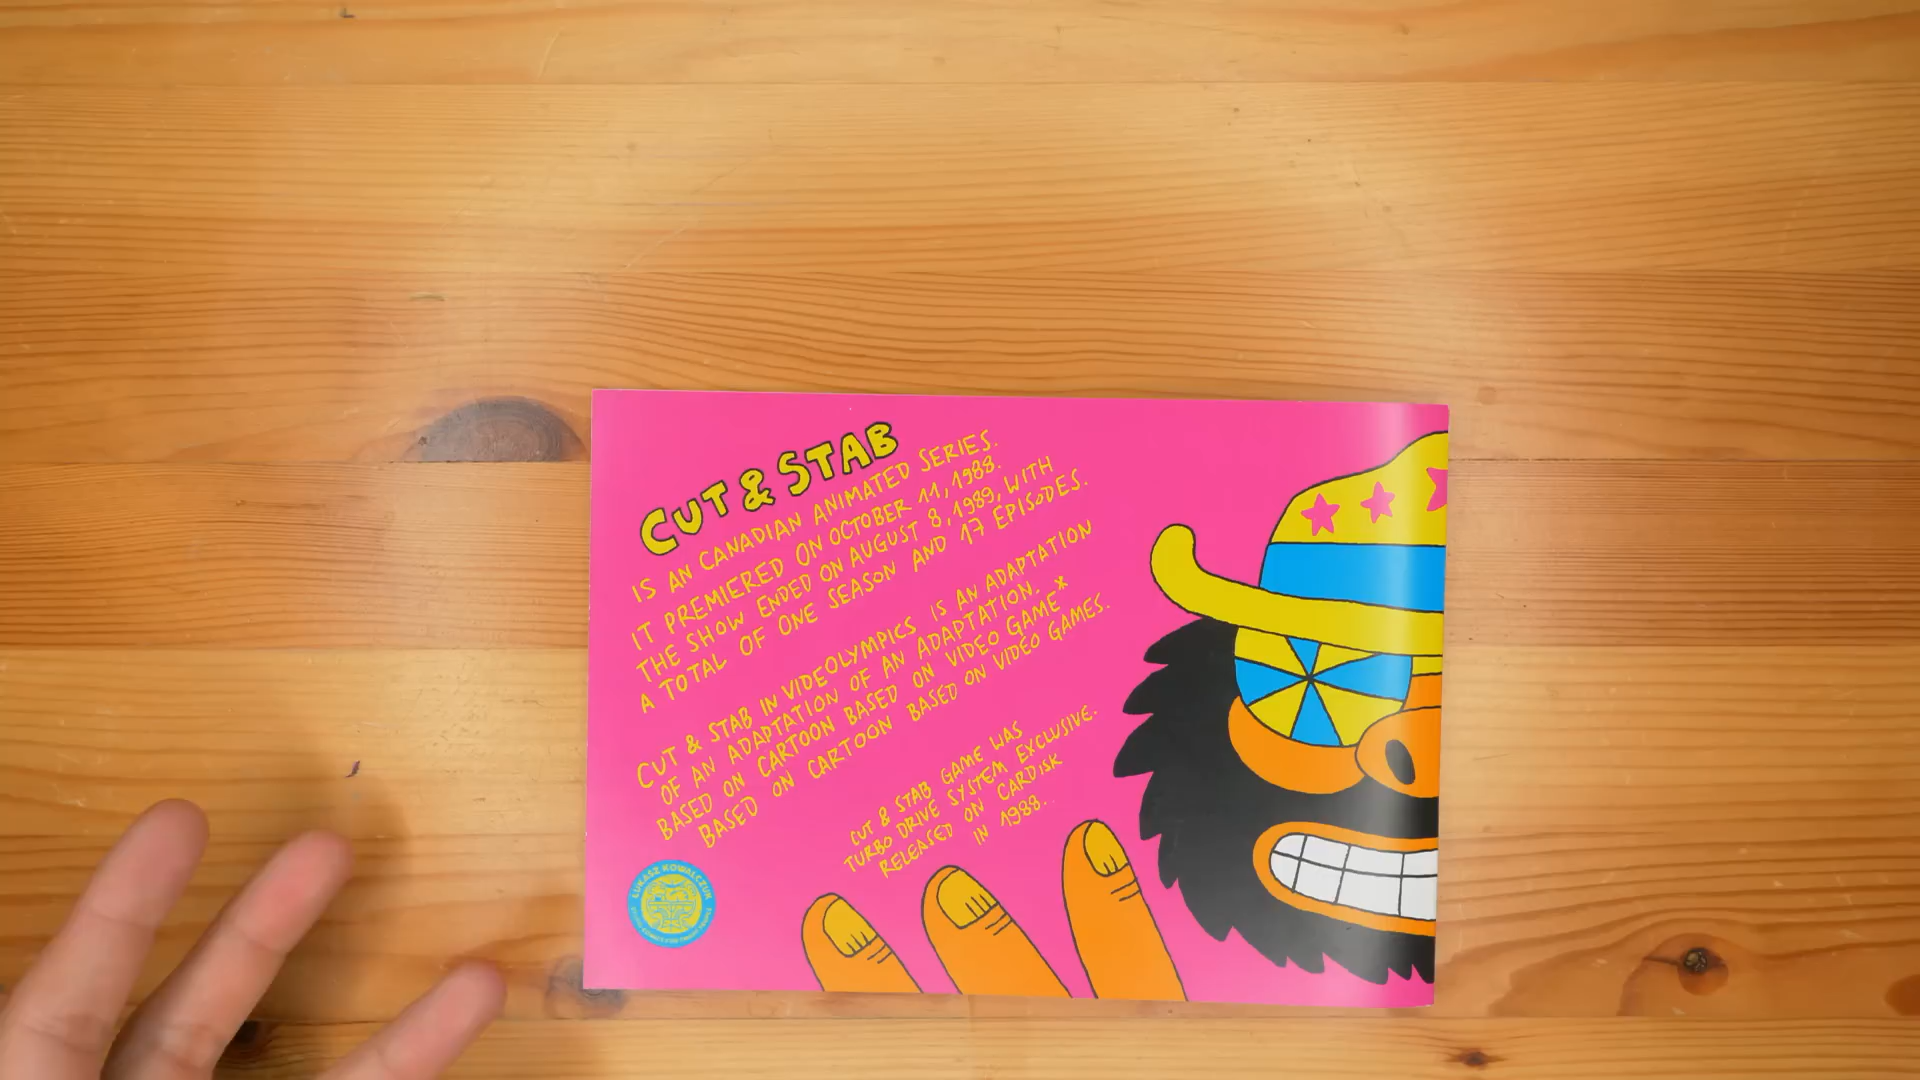 CUT & STAB
IS AN CANADIAN ANIMATED SERIES.
IT PREMIERED ON OCTOBER 11, 1988.
THE SHOW ENDED ON AUGUST 8, 1989, WITH
A TOTAL OF ONE SEASON AND 17 EPISODES.
CUT & STAB IN VIDEOLYMPICS IS AN ADAPTATION
OF AN ADAPTATION OF AN ADAPTATION.
BASED ON CARTOON BASED ON VIDEO GAME*
BASED ON CARTOON BASED ON VIDEO GAMES.
CUT & STAB GAME WAS
TURBO DRIVE SYSTEM EXCLUSIVE.
RELEASED ON CARDISK
IN 1988.
ŁUKASZ KOWALCZUK